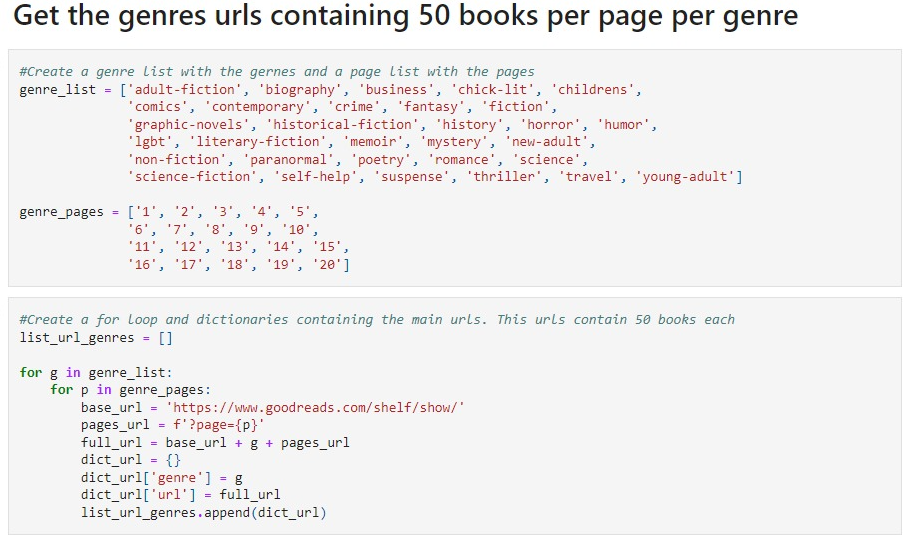 Get the genres urls containing 50 books per page per genre
#Create a genre list with the gernes and a page list with the pages
genre_list = ['adult-fiction', 'biography', 'business', 'chick-lit', 'childrens',
'comics', 'contemporary', 'crime', 'fantasy', 'fiction',
'graphic-novels', 'historical-fiction', 'history', 'horror', 'humor',
'lgbt', 'literary-fiction', 'memoir', 'mystery', 'new-adult',
'non-fiction', 'paranormal', 'poetry', 'romance', 'science',
'science-fiction', 'self-help', 'suspense', 'thriller', 'travel', 'young-adult']
genre_pages = ['1', '2', '3', '4', '5',
'6', '7', '8', '9', '10',
'11', '12', '13', '14', '15',
'16', '17', '18', '19', '20']
#Create a for loop and dictionaries containing the main urls. This urls contain 50 books each
list_url_genres = []
for g in genre_list:
for p in genre_pages:
base_url = 'https://www.goodreads.com/shelf/show/'
pages_url = f'?page={p}'
full_url = base_url + g + pages_url
dict_url = {}
dict_url['genre'] = g
dict_url['url'] = full_url
list_url_genres.append(dict_url)